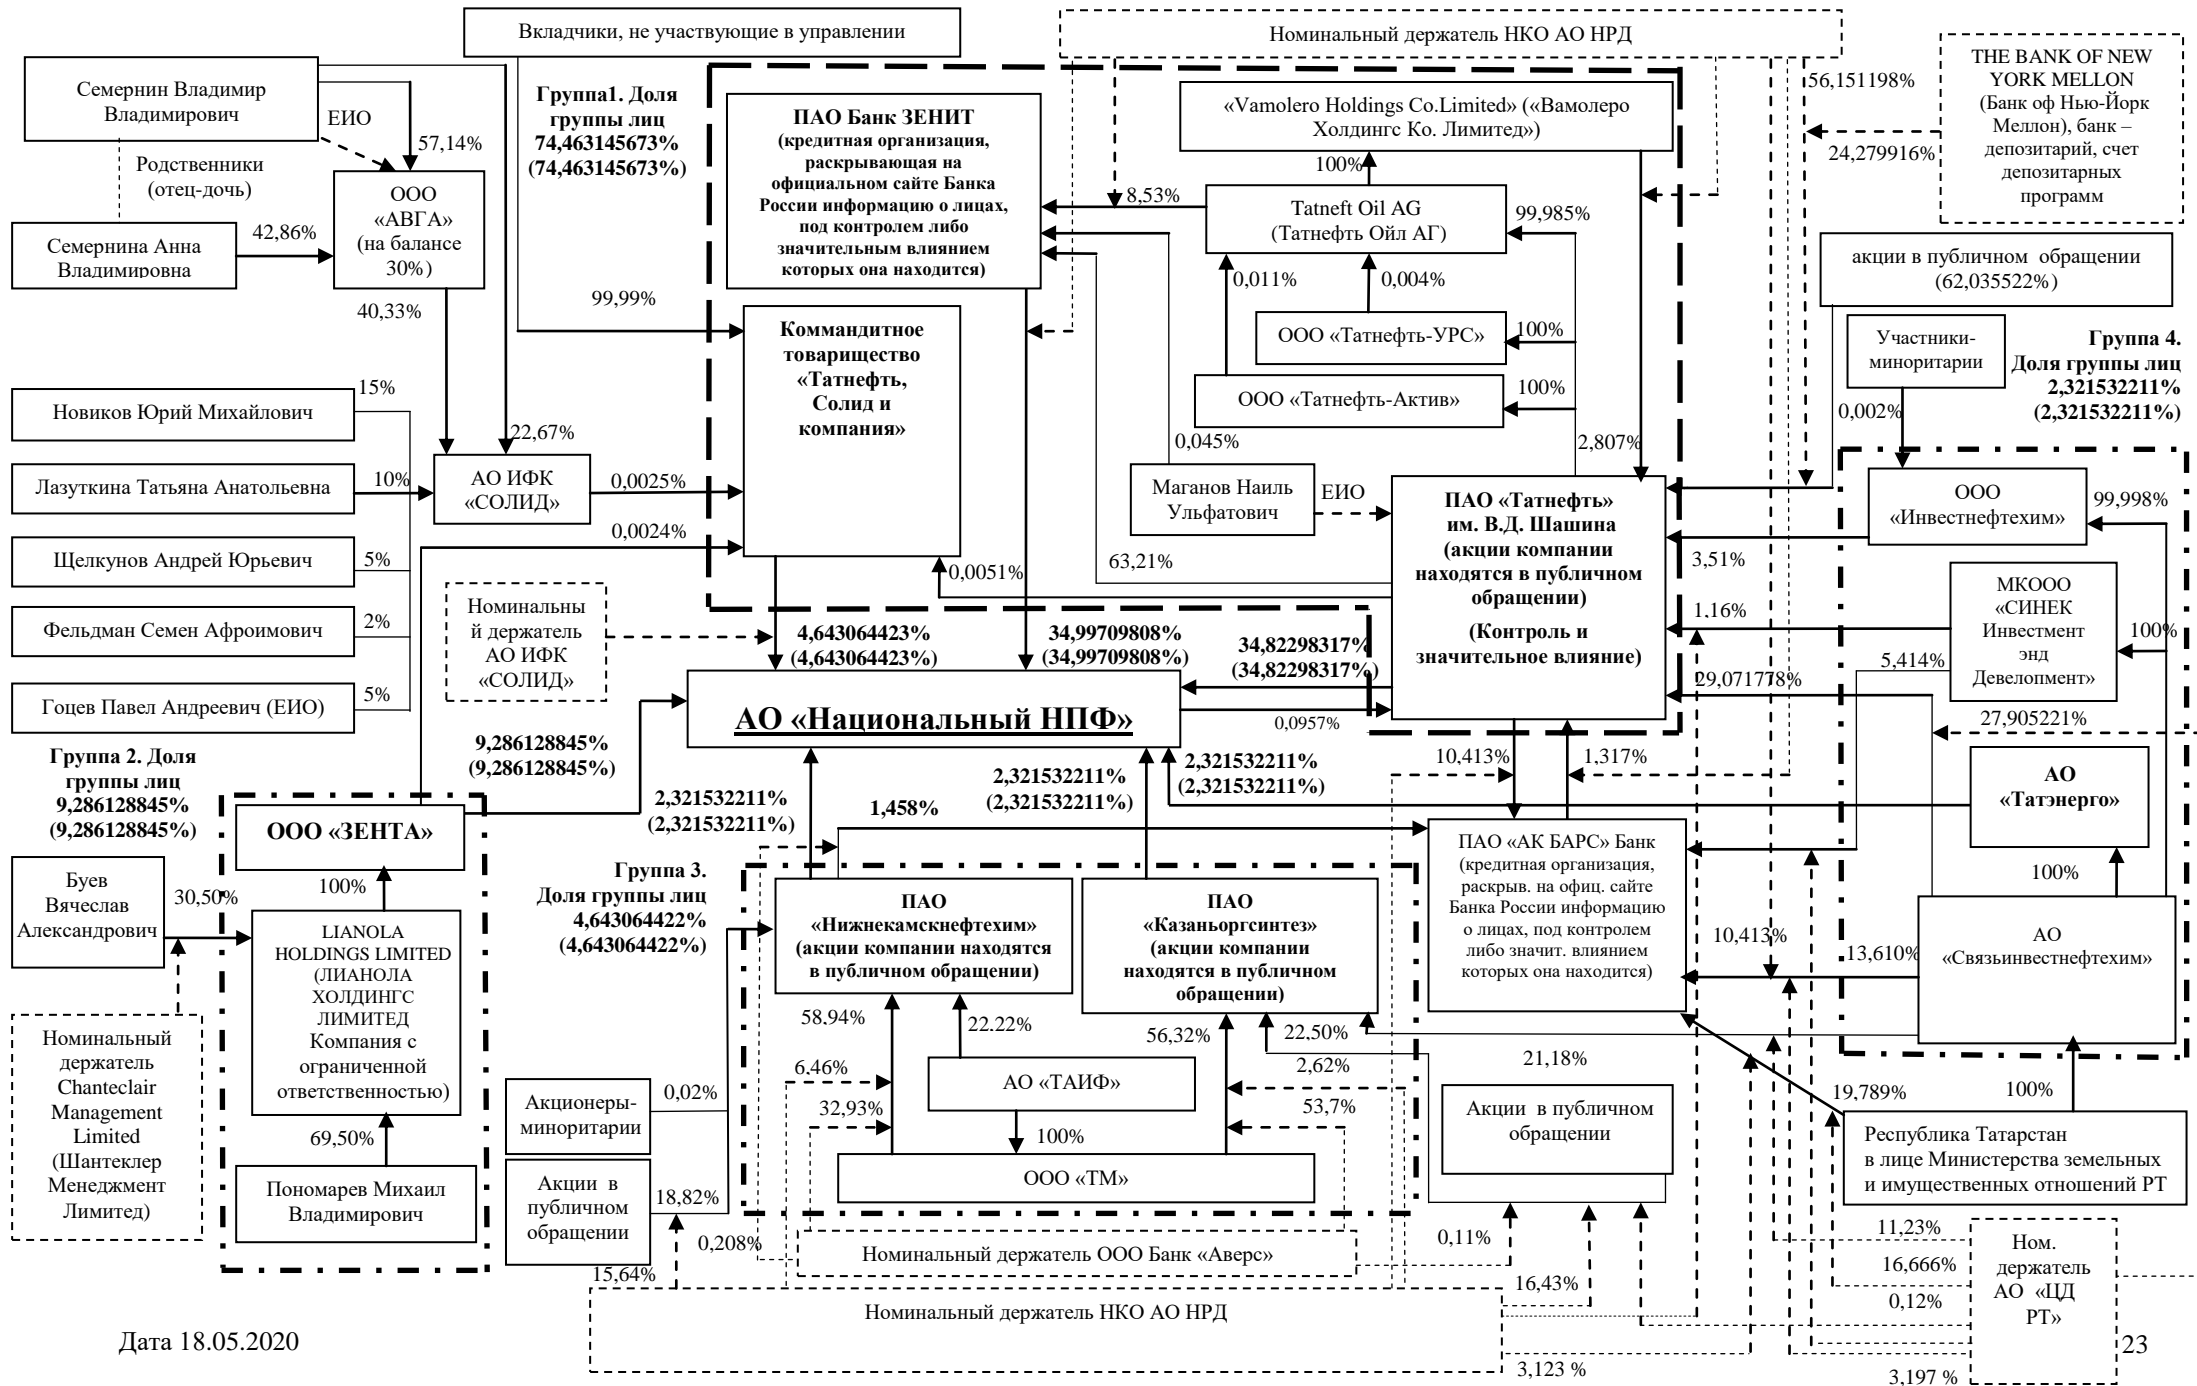 Вкладчики, не участвующие в управлении
Номинальный держатель НКО АО НРД
THE BANK OF NEW
YORK MELLON
(Банк оф Нью-Йорк
Меллон), банк –
депозитарий, счет
депозитарных
программ
56,151198%
24,279916%
Семернин Владимир
Владимирович
ЕИО
57,14%
Родственники
(отец-дочь)
Семернина Анна
Владимировна
42,86%
ООО
«АВГА»
(на балансе
30%)
40,33%
22,67%
Группа1. Доля
группы лиц
74,463145673%
(74,463145673%)
99,99%
ПАО Банк ЗЕНИТ
(кредитная организация,
раскрывающая на
официальном сайте Банка
России информацию о лицах,
под контролем либо
значительным влиянием
которых она находится)
«Vamolero Holdings Co.Limited» («Вамолеро
Холдингс Ко. Лимитед»)
100%
8,53%
Tatneft Oil AG
(Татнефть Ойл АГ)
99,985%
0,011%
0,004%
ООО «Татнефть-УРС»
100%
ООО «Татнефть-Актив»
100%
0,045%
2,807%
акции в публичном обращении
(62,035522%)
Участники-
миноритарии
0,002%
Группа 4.
Доля группы лиц
2,321532211%
(2,321532211%)
Коммандитное
товарищество
«Татнефть,
Солид и
компания»
Новиков Юрий Михайлович
15%
Лазуткина Татьяна Анатольевна
10%
Щелкунов Андрей Юрьевич
5%
Фельдман Семен Афроимович
2%
Гоцев Павел Андреевич (ЕИО)
5%
АО ИФК
«СОЛИД»
0,0025%
0,0024%
Маганов Наиль
Ульфатович
ЕИО
63,21%
0,0051%
ПАО «Татнефть»
им. В.Д. Шашина
(акции компании
находятся в публичном
обращении)
(Контроль и
значительное влияние)
ООО
«Инвестнефтехим»
99,998%
3,51%
1,16%
МКООО
«СИНЕК
Инвестмент
энд
Девелопмент»
100%
5,414%
29,071778%
27,905221%
Номинальны
й держатель
АО ИФК
«СОЛИД»
4,643064423%
(4,643064423%)
34,99709808%
(34,99709808%)
34,82298317%
(34,82298317%)
АО «Национальный НПФ»
0,0957%
9,286128845%
(9,286128845%)
Группа 2. Доля
группы лиц
9,286128845%
(9,286128845%)
2,321532211%
(2,321532211%)
1,458%
2,321532211%
(2,321532211%)
2,321532211%
(2,321532211%)
10,413%
1,317%
АО
«Татэнерго»
100%
ООО «ЗЕНТА»
100%
Буев
Вячеслав
Александрович
30,50%
LIANOLA
HOLDINGS LIMITED
(ЛИАНОЛА
ХОЛДИНГС
ЛИМИТЕД
Компания с
ограниченной
ответственностью)
69,50%
Пономарев Михаил
Владимирович
Номинальный
держатель
Chanteclair
Management
Limited
(Шантеклер
Менеджмент
Лимитед)
Группа 3.
Доля группы лиц
4,643064422%
(4,643064422%)
ПАО
«Нижнекамскнефтехим»
(акции компании находятся
в публичном обращении)
ПАО
«Казаньоргсинтез»
(акции компании
находятся в публичном
обращении)
ПАО «АК БАРС» Банк
(кредитная организация,
раскрыв. на офиц. сайте
Банка России информацию
о лицах, под контролем
либо значит. влиянием
которых она находится)
10,413%
13,610%
АО
«Связьинвестнефтехим»
58,94%
22,22%
56,32%
22,50%
2,62%
21,18%
6,46%
32,93%
53,7%
АО «ТАИФ»
100%
ООО «ТМ»
Акционеры-
миноритарии
0,02%
Акции в
публичном
обращении
18,82%
0,208%
15,64%
Акции в публичном
обращении
0,11%
16,43%
19,789%
100%
Республика Татарстан
в лице Министерства земельных
и имущественных отношений РТ
Номинальный держатель ООО Банк «Аверс»
Номинальный держатель НКО АО НРД
11,23%
16,666%
0,12%
Ном.
держатель
АО «ЦД
РТ»
3,123 %
3,197 %
Дата 18.05.2020
23